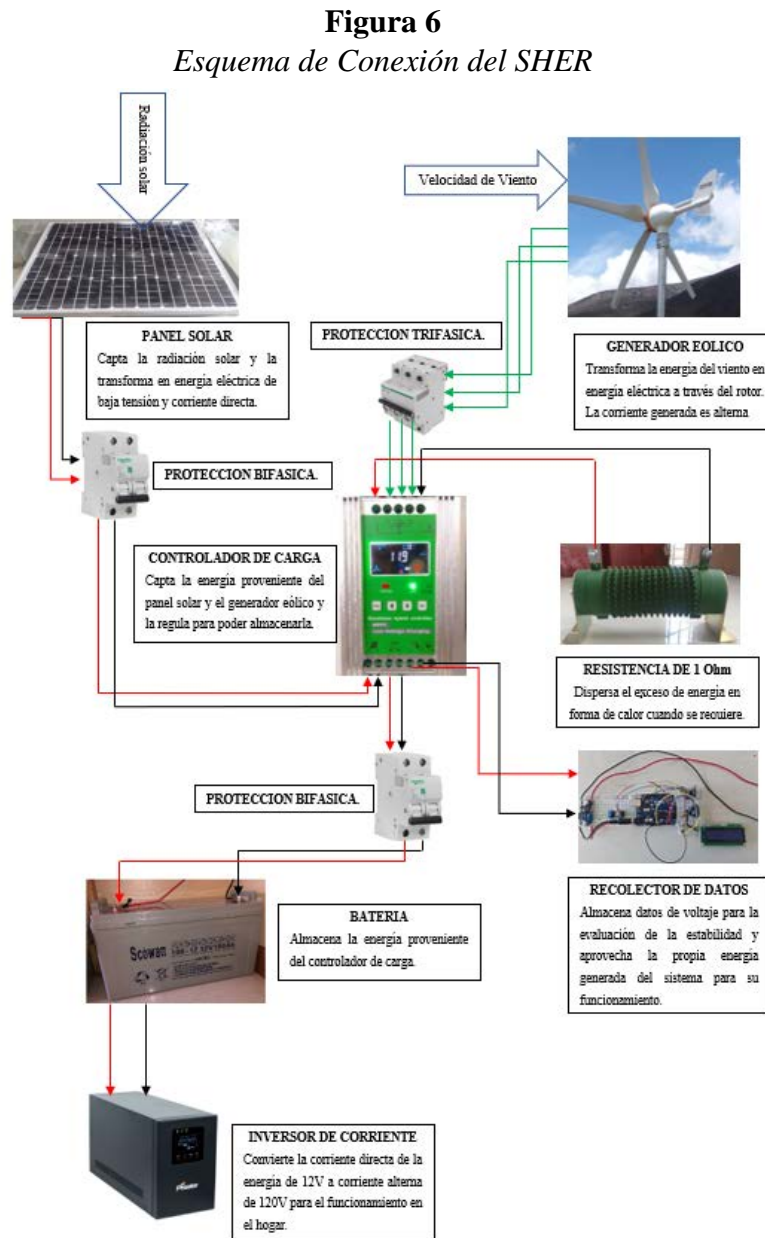 Figura 6
Esquema de Conexión del SHER
Radiación solar
Velocidad de Viento
PANEL SOLAR
Capta la radiación solar y la
transforma en energía eléctrica de
baja tensión y corriente directa.
PROTECCION TRIFASICA.
GENERADOR EOLICO
Transforma la energía del viento en
energía eléctrica a través del rotor.
La corriente generada es alterna
PROTECCION BIFASICA.
CONTROLADOR DE CARGA
Capta la energía proveniente del
panel solar y el generador eólico y
la regula para poder almacenarla.
119
RESISTENCIA DE 1 Ohm
Dispersa el exceso de energía en
forma de calor cuando se requiere.
PROTECCION BIFASICA.
RECOLECTOR DE DATOS
Almacena datos de voltaje para la
evaluación de la estabilidad y
aprovecha la propia energía
generada del sistema para su
funcionamiento.
BATERIA
Almacena la energía proveniente
del controlador de carga.
Scowan
INVERSOR DE CORRIENTE
Convierte la corriente directa de la
energía de 12V a corriente alterna
de 120V para el funcionamiento en
el hogar.